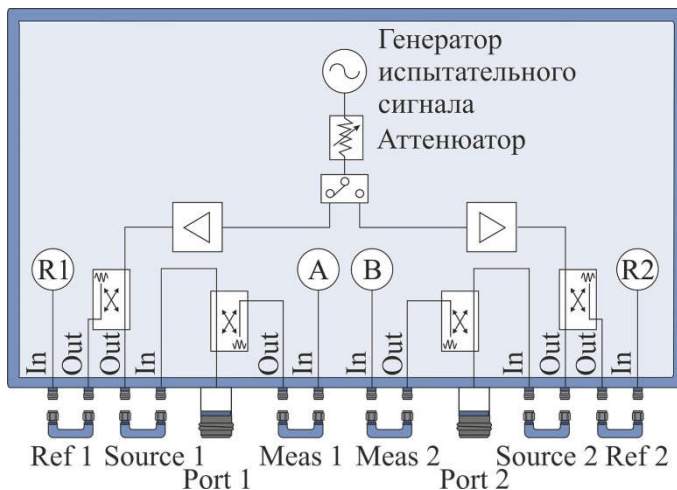 Генератор
испытательного
сигнала
Аттенюатор
R1
A
B
R2
In
Out
Out
In
Out
In
In
Out
In
Out
Out
In
Ref 1
Source 1
Port 1
Meas 1
Meas 2
Port 2
Source 2
Ref 2